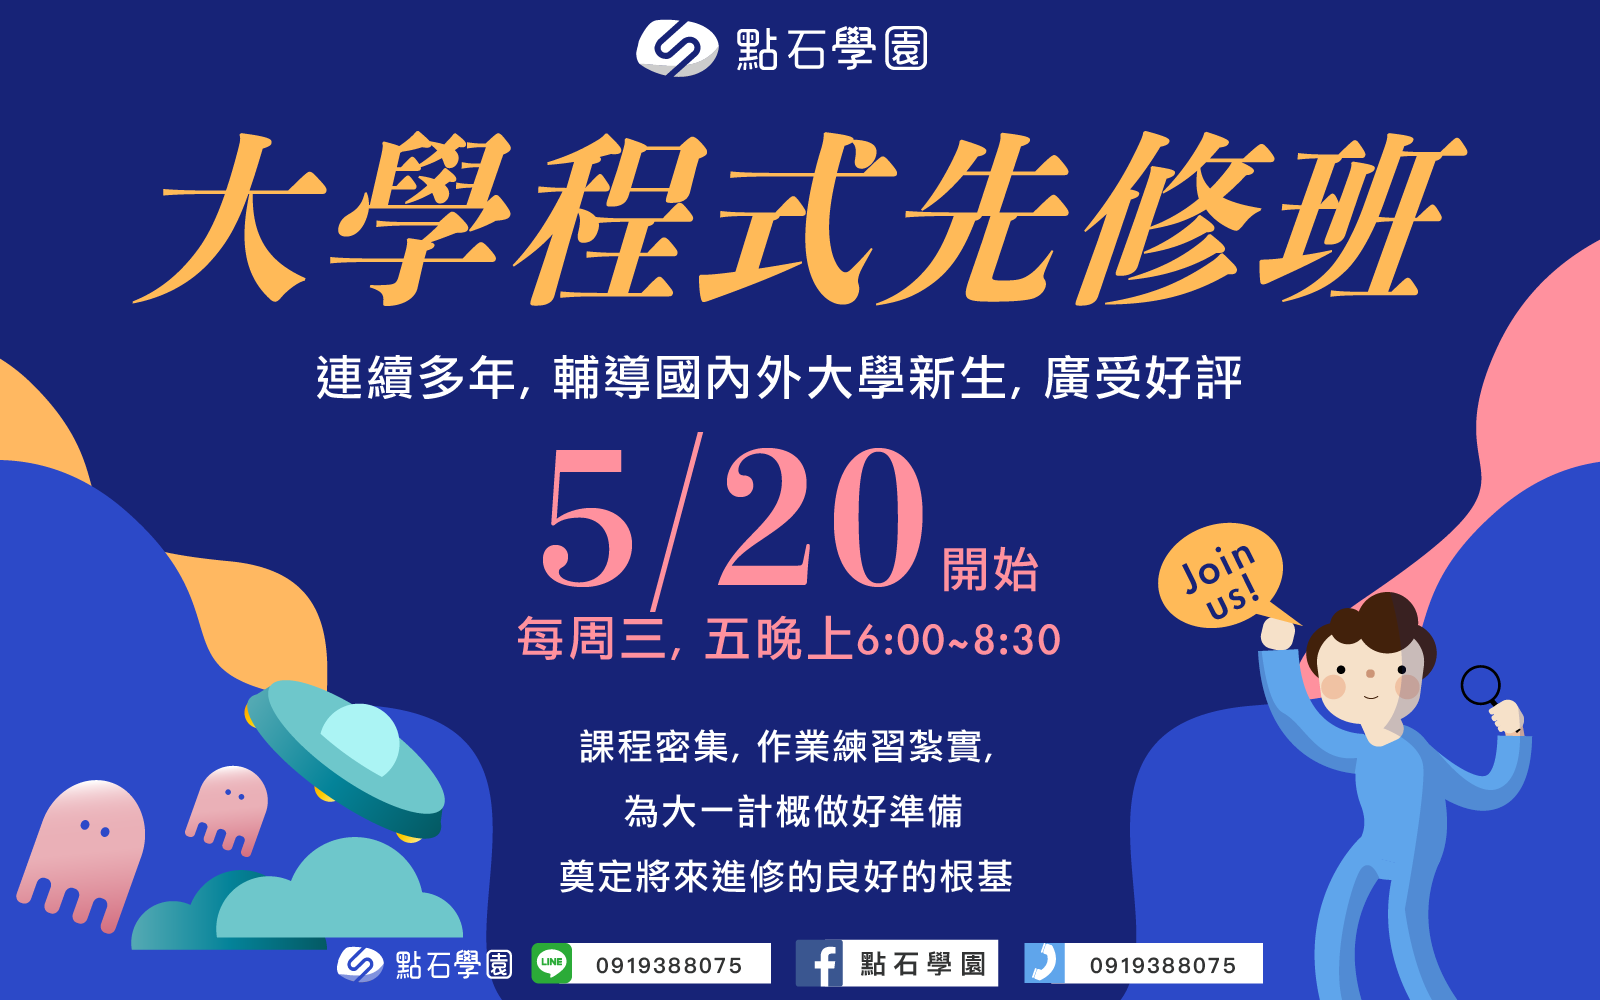 點石學園
大學程式先修班
連續多年, 輔導國內外大學新生, 廣受好評
5/20開始
每周三, 五晚上6:00~8:30
Join
us!
課程密集, 作業練習紮實,
為大一計概做好準備
奠定將來進修的良好的根基
點石學園 LINE 0919388075 f 點石學園 0919388075